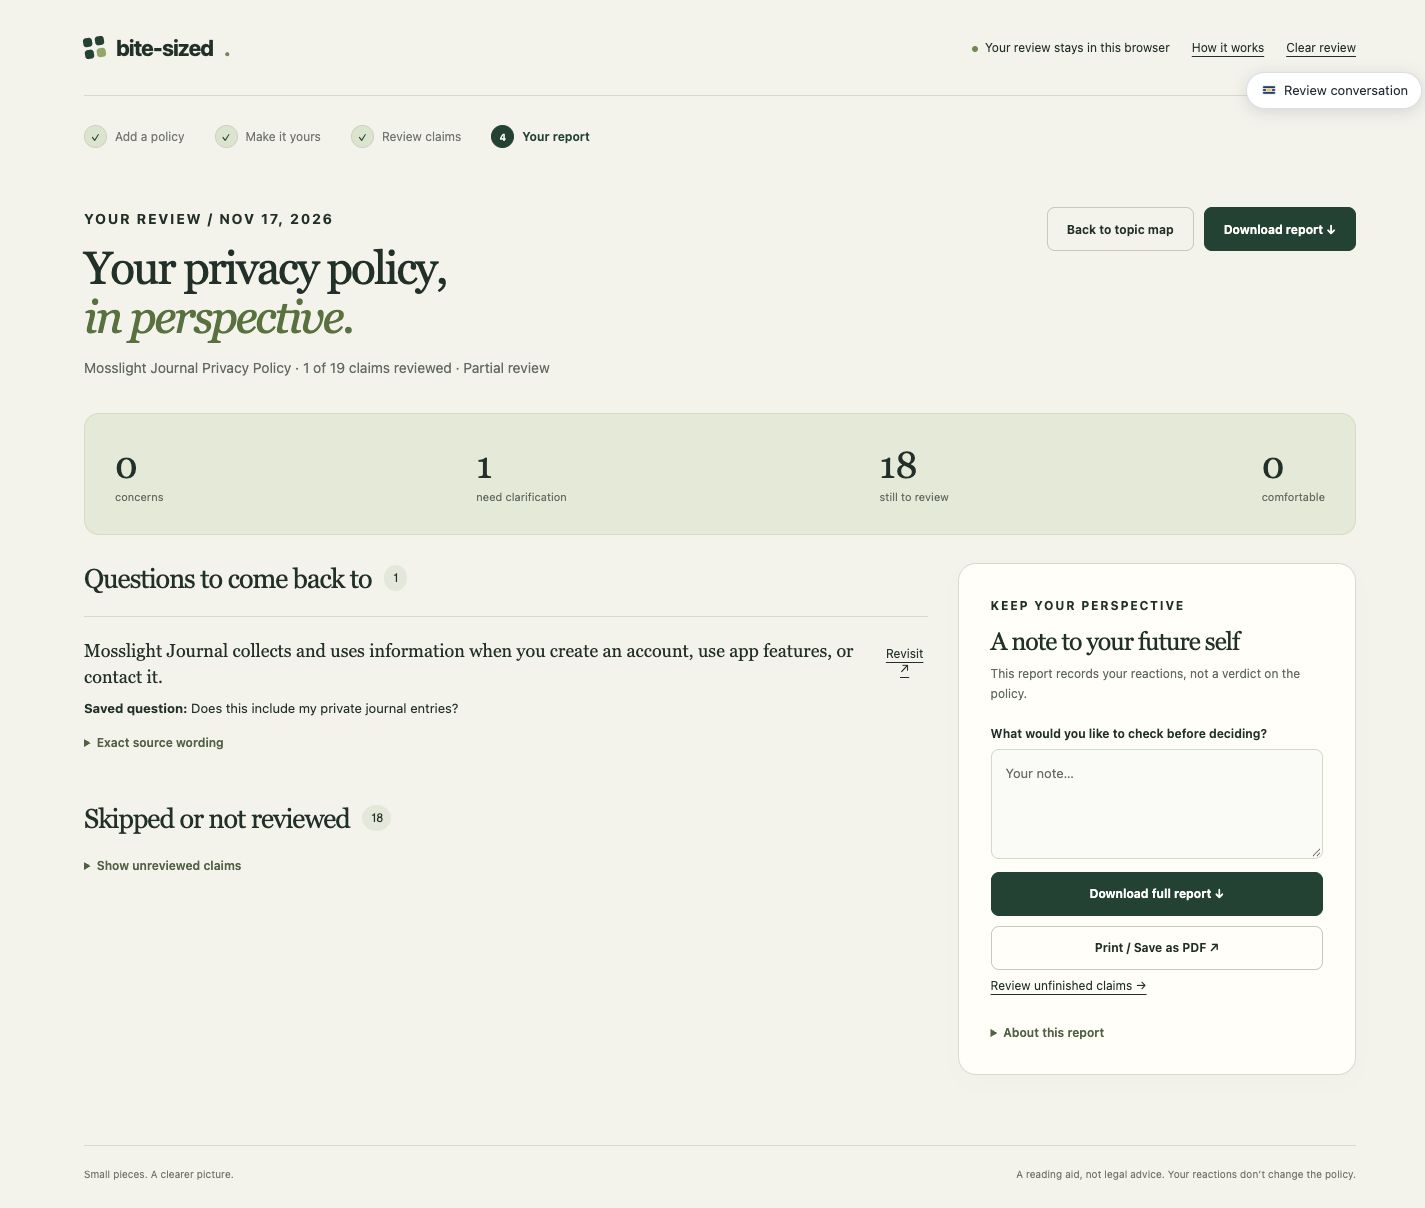 bite-sized.
Your review stays in this browser
How it works
Clear review
Review conversation
Add a policy
Make it yours
Review claims
4
Your report
YOUR REVIEW / NOV 17, 2026
Back to topic map
Download report ↓
Your privacy policy,
in perspective.
Mosslight Journal Privacy Policy · 1 of 19 claims reviewed · Partial review
0
concerns
1
need clarification
18
still to review
0
comfortable
Questions to come back to 1
Mosslight Journal collects and uses information when you create an account, use app features, or
contact it.
Revisit
↗
Saved question: Does this include my private journal entries?
Exact source wording
Skipped or not reviewed 18
Show unreviewed claims
KEEP YOUR PERSPECTIVE
A note to your future self
This report records your reactions, not a verdict on the
policy.
What would you like to check before deciding?
Your note...
Download full report ↓
Print / Save as PDF ↗
Review unfinished claims →
About this report
Small pieces. A clearer picture.
A reading aid, not legal advice. Your reactions don't change the policy.